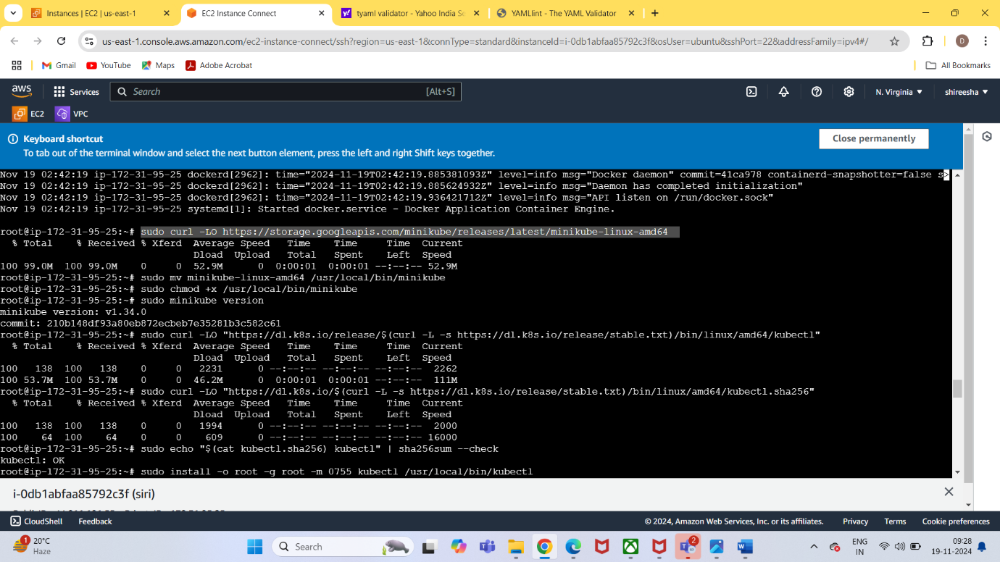 Instances | EC2 | us-east-1
EC2 Instance Connect
tyaml validator - Yahoo India Se
YAMLlint - The YAML Validator
us-east-1.console.aws.amazon.com/ec2-instance-connect/ssh?region=us-east-1&connType=standard&instanceId=i-0db1abfaa85792c3f&osUser=ubuntu&sshPort=22&addressFamily=ipv4#/
D
Gmail
YouTube
Maps
Adobe Acrobat
All Bookmarks
aws
Services
Search
[Alt+S]
N. Virginia
shireesha
EC2
VPC
Keyboard shortcut
To tab out of the terminal window and select the next button element, press the left and right Shift keys together.
Close permanently
Nov 19 02:42:19 ip-172-31-95-25 dockerd[2962]: time="2024-11-19T02:42:19.885381093Z" level=info msg="Docker daemon" commit=41ca978 containerd-snapshotter=false s>
Nov 19 02:42:19 ip-172-31-95-25 dockerd[2962]: time="2024-11-19T02:42:19.885624932Z" level=info msg="Daemon has completed initialization"
Nov 19 02:42:19 ip-172-31-95-25 dockerd[2962]: time="2024-11-19T02:42:19.936421712Z" level=info msg="API listen on /run/docker.sock"
Nov 19 02:42:19 ip-172-31-95-25 systemd[1]: Started docker.service - Docker Application Container Engine.
root@ip-172-31-95-25:~# sudo curl -LO https://storage.googleapis.com/minikube/releases/latest/minikube-linux-amd64
% Total % Received % Xferd Average Speed Time Time Time Current
Dload Upload Total Spent Left Speed
100 99.0M 100 99.0M 0 0 52.9M 0 0:00:01 0:00:01 --:--:-- 52.9M
root@ip-172-31-95-25:~# sudo mv minikube-linux-amd64 /usr/local/bin/minikube
root@ip-172-31-95-25:~# sudo chmod +x /usr/local/bin/minikube
root@ip-172-31-95-25:~# sudo minikube version
minikube version: v1.34.0
commit: 210b148df93a80eb872ecbeb7e35281b3c582c61
root@ip-172-31-95-25:~# sudo curl -LO "https://dl.k8s.io/release/$(curl -L -s https://dl.k8s.io/release/stable.txt)/bin/linux/amd64/kubectl"
% Total % Received % Xferd Average Speed Time Time Time Current
Dload Upload Total Spent Left Speed
100 138 100 138 0 0 2231 0 --:--:-- --:--:-- --:--:-- 2262
100 53.7M 100 53.7M 0 0 46.2M 0 0:00:01 0:00:01 --:--:-- 111M
root@ip-172-31-95-25:~# sudo curl -LO "https://dl.k8s.io/$(curl -L -s https://dl.k8s.io/release/stable.txt)/bin/linux/amd64/kubectl.sha256"
% Total % Received % Xferd Average Speed Time Time Time Current
Dload Upload Total Spent Left Speed
100 138 100 138 0 0 1994 0 --:--:-- --:--:-- --:--:-- 2000
100 64 100 64 0 0 609 0 --:--:-- --:--:-- --:--:-- 16000
root@ip-172-31-95-25:~# sudo echo "$(cat kubectl.sha256) kubectl" | sha256sum --check
kubectl: OK
root@ip-172-31-95-25:~# sudo install -o root -g root -m 0755 kubectl /usr/local/bin/kubectl
i-0db1abfaa85792c3f (siri)
CloudShell
Feedback
© 2024, Amazon Web Services, Inc. or its affiliates.
Privacy
Terms
Cookie preferences
1
20°C
Haze
Search
2
ENG
IN
09:28
19-11-2024